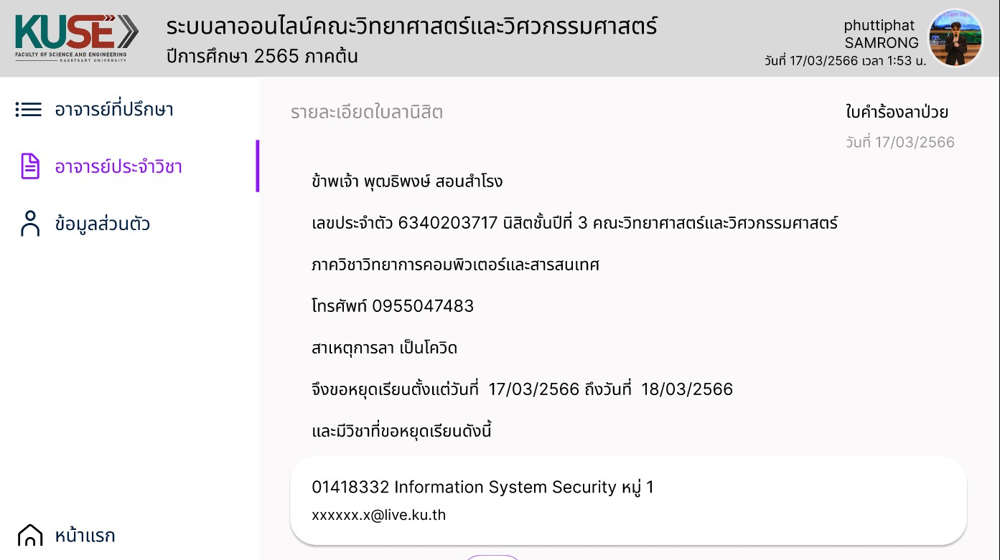 KUSE
FACULTY OF SCIENCE AND ENGINEERING
KASETSART UNIVERSITY
ระบบลาออนไลน์คณะวิทยาศาสตร์และวิศวกรรมศาสตร์
ปีการศึกษา 2565 ภาคต้น
phuttiphat
SAMRONG
วันที่ 17/03/2566 เวลา 1:53 น.
อาจารย์ที่ปรึกษา
อาจารย์ประจำวิชา
ข้อมูลส่วนตัว
หน้าแรก
รายละเอียดใบลานิสิต
ใบคำร้องลาป่วย
วันที่ 17/03/2566
ข้าพเจ้า พุฒธิพงษ์ สอนสำโรง
เลขประจำตัว 6340203717 นิสิตชั้นปีที่ 3 คณะวิทยาศาสตร์และวิศวกรรมศาสตร์
ภาควิชาวิทยาการคอมพิวเตอร์และสารสนเทศ
โทรศัพท์ 0955047483
สาเหตุการลา เป็นโควิด
จึงขอหยุดเรียนตั้งแต่วันที่ 17/03/2566 ถึงวันที่ 18/03/2566
และมีวิชาที่ขอหยุดเรียนดังนี้
01418332 Information System Security หมู่ 1
xxxxxx.x@live.ku.th